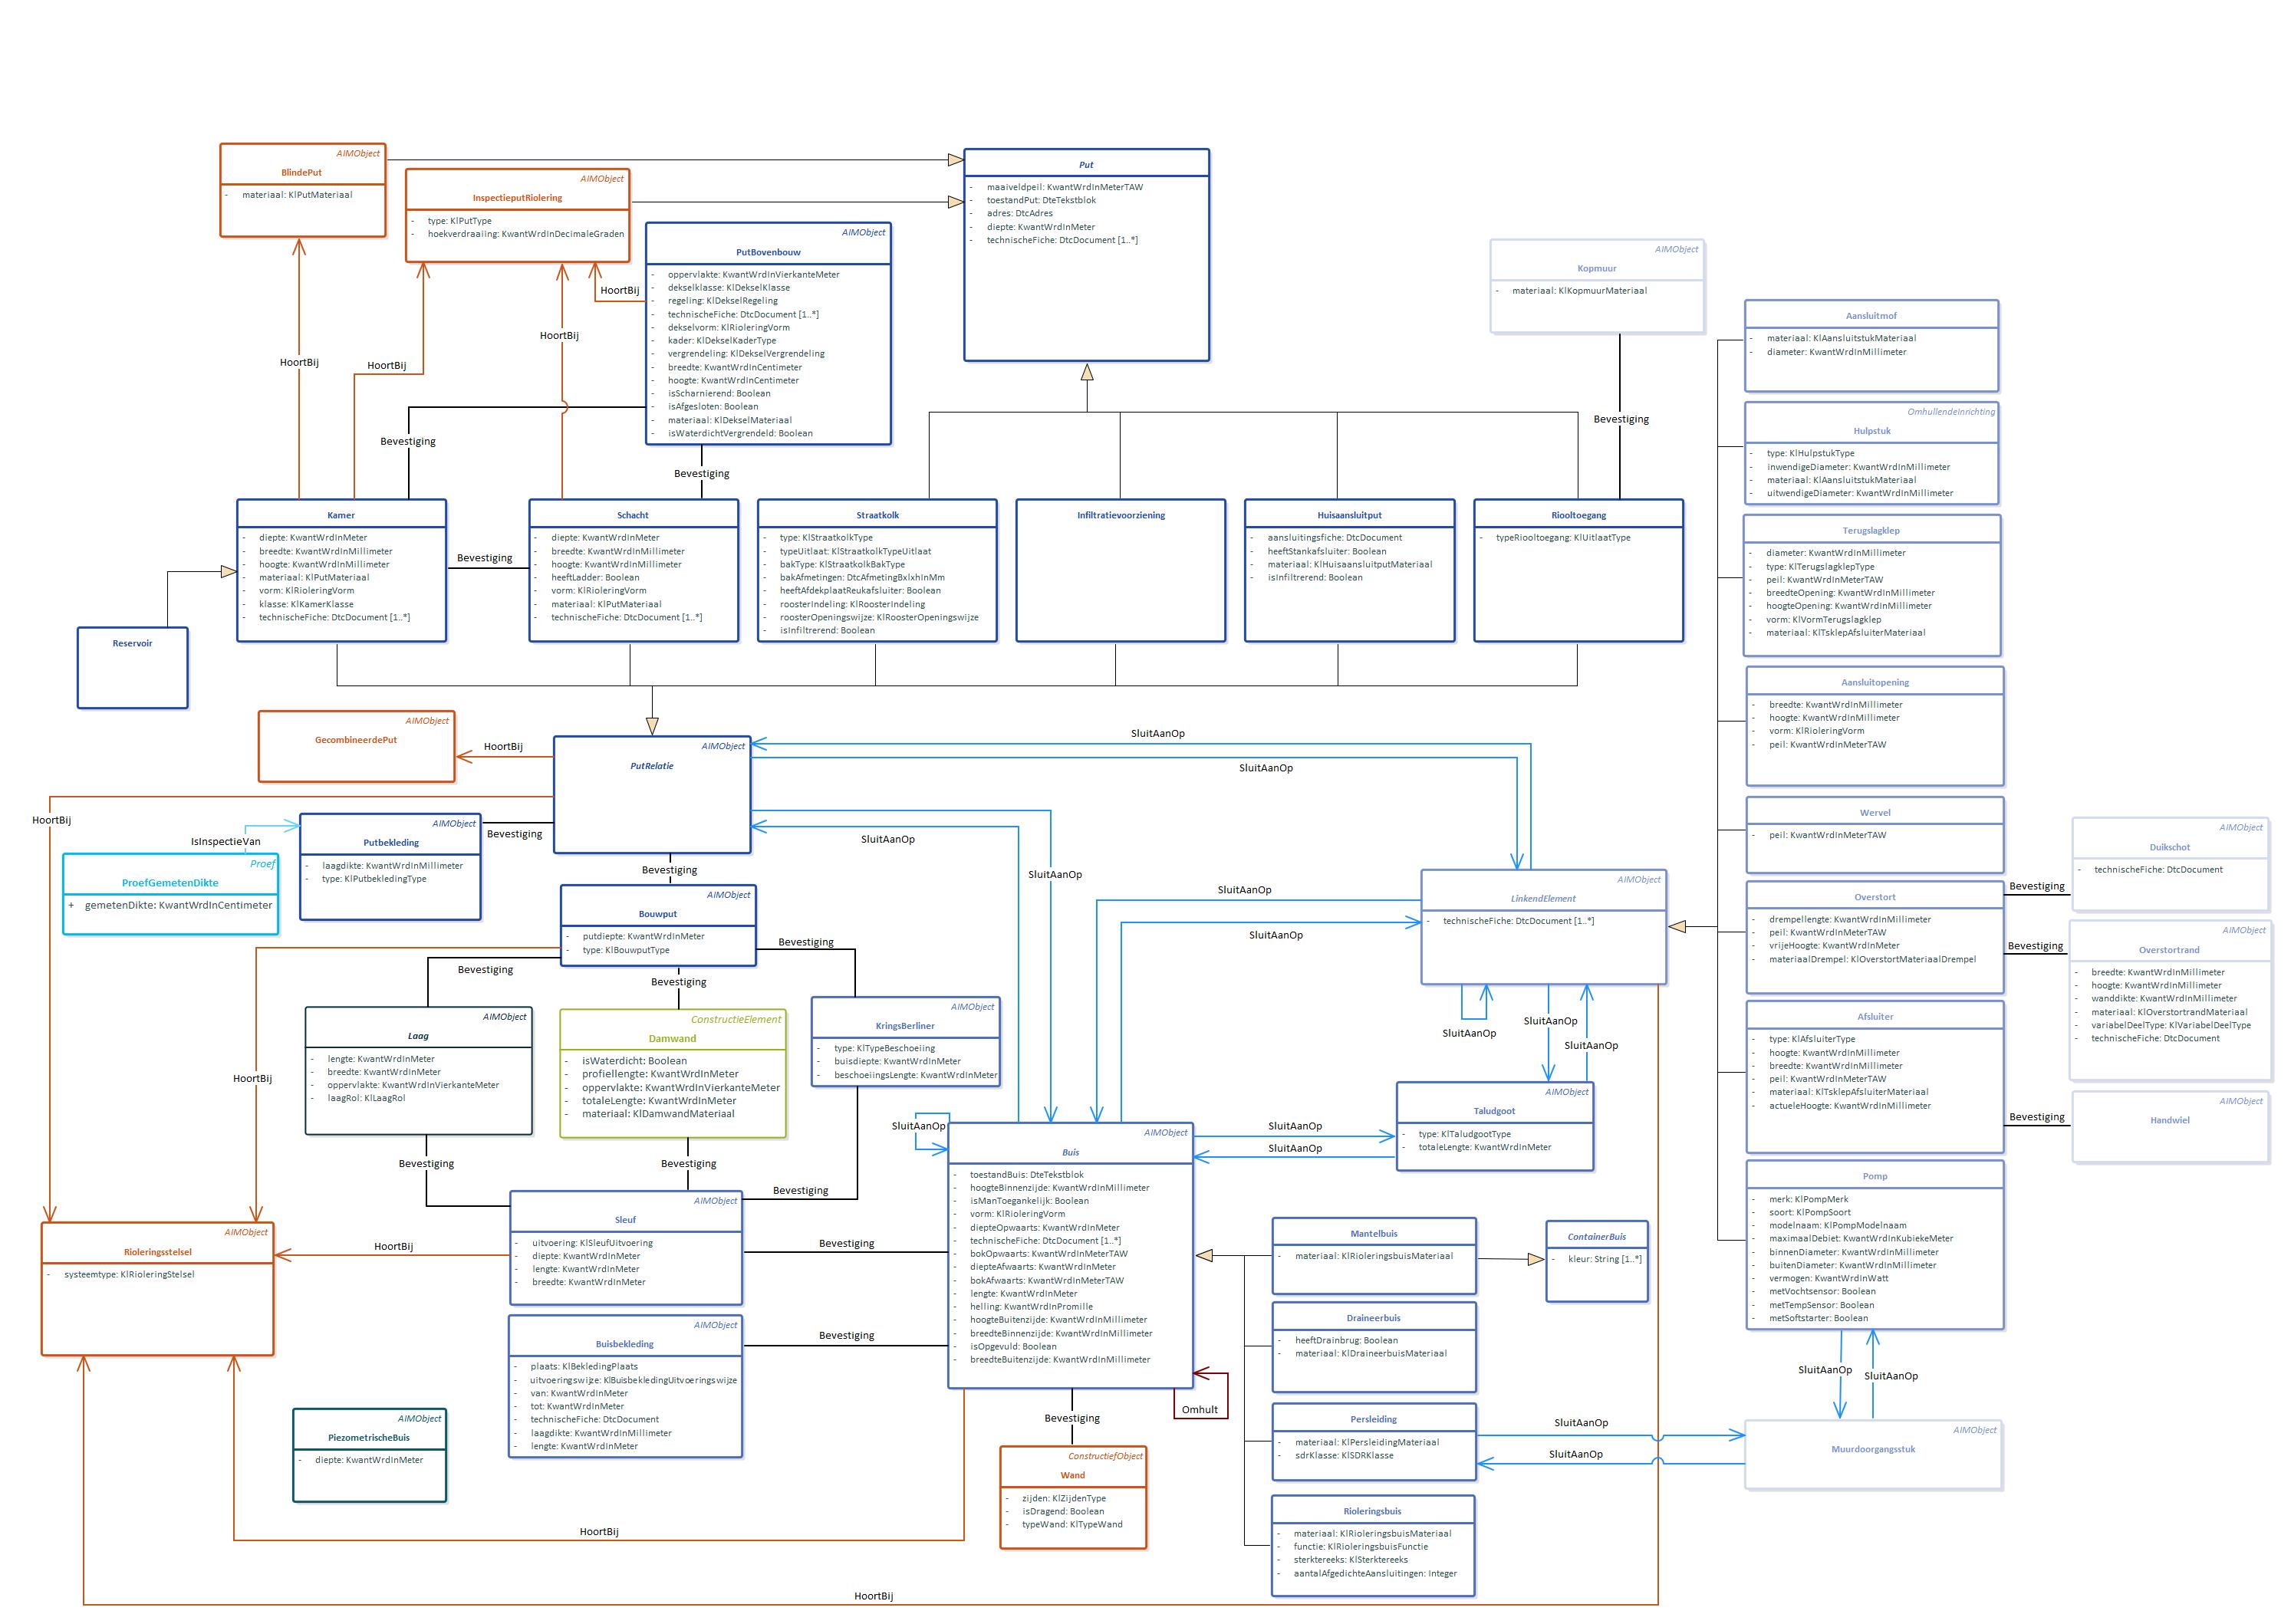 AIMObject
BlindePut
- materiaal: KlPutMateriaal
AIMObject
InspectieputRiolering
- type: KlPutType
- hoekverdraaiing: KwantWrdInDecimaleGraden
Put
- maaiveldpeil: KwantWrdInMeterTAW
- toestandPut: DteTekstblok
- adres: DtcAdres
- diepte: KwantWrdInMeter
- technischeFiche: DtcDocument [1..*]
AIMObject
PutBovenbouw
- oppervlakte: KwantWrdInVierkanteMeter
- dekselklasse: KlDekselKlasse
- regeling: KlDekselRegeling
- technischeFiche: DtcDocument [1..*]
- dekselvorm: KlRioleringVorm
- kader: KlDekselKaderType
- vergrendeling: KlDekselVergrendeling
- breedte: KwantWrdInCentimeter
- hoogte: KwantWrdInCentimeter
- isScharnierend: Boolean
- isAfgesloten: Boolean
- materiaal: KlDekselMateriaal
- isWaterdichtVergrendeld: Boolean
HoortBij
HoortBij
HoortBij
HoortBij
Bevestiging
Bevestiging
AIMObject
Kopmuur
- materiaal: KlKopmuurMateriaal
Bevestiging
Aansluitmof
- materiaal: KlAansluitstukMateriaal
- diameter: KwantWrdInMillimeter
OmhullendeInrichting
Hulpstuk
- type: KlHulpstukType
- inwendigeDiameter: KwantWrdInMillimeter
- materiaal: KlAansluitstukMateriaal
- uitwendigeDiameter: KwantWrdInMillimeter
Kamer
- diepte: KwantWrdInMeter
- breedte: KwantWrdInMillimeter
- hoogte: KwantWrdInMillimeter
- materiaal: KlPutMateriaal
- vorm: KlRioleringVorm
- klasse: KlKamerKlasse
- technischeFiche: DtcDocument [1..*]
Bevestiging
Schacht
- diepte: KwantWrdInMeter
- breedte: KwantWrdInMillimeter
- hoogte: KwantWrdInMillimeter
- heeftLadder: Boolean
- vorm: KlRioleringVorm
- materiaal: KlPutMateriaal
- technischeFiche: DtcDocument [1..*]
Straatkolk
- type: KlStraatkolkType
- typeUitlaat: KlStraatkolkTypeUitlaat
- bakType: KlStraatkolkBakType
- bakAfmetingen: DtcAfmetingBxlxhInMm
- heeftAfdekplaatReukafsluiter: Boolean
- roosterIndeling: KlRoosterIndeling
- roosterOpeningswijze: KlRoosterOpeningswijze
- isInfiltrerend: Boolean
Infiltratievoorziening
Huisaansluitput
- aansluitingsfiche: DtcDocument
- heeftStankafsluiter: Boolean
- materiaal: KlHuisaansluitputMateriaal
- isInfiltrerend: Boolean
Riooltoegang
- typeRiooltoegang: KlUitlaatType
Terugslagklep
- diameter: KwantWrdInMillimeter
- type: KlTerugslagklepType
- peil: KwantWrdInMeterTAW
- breedteOpening: KwantWrdInMillimeter
- hoogteOpening: KwantWrdInMillimeter
- vorm: KlVormTerugslagklep
- materiaal: KlTsklepAfsluiterMateriaal
Reservoir
Aansluitopening
- breedte: KwantWrdInMillimeter
- hoogte: KwantWrdInMillimeter
- vorm: KlRioleringVorm
- peil: KwantWrdInMeterTAW
AIMObject
GecombineerdePut
HoortBij
AIMObject
PutRelatie
SluitAanOp
SluitAanOp
SluitAanOp
SluitAanOp
HoortBij
IsInspectieVan
AIMObject
Putbekleding
- laagdikte: KwantWrdInMillimeter
- type: KlPutbekledingType
Bevestiging
Bevestiging
Proef
ProefGemetenDikte
+ gemetenDikte: KwantWrdInCentimeter
Wervel
- peil: KwantWrdInMeterTAW
AIMObject
Duikschot
- technischeFiche: DtcDocument
AIMObject
Bouwput
- putdiepte: KwantWrdInMeter
- type: KlBouwputType
Bevestiging
Bevestiging
Bevestiging
SluitAanOp
SluitAanOp
AIMObject
LinkendElement
- technischeFiche: DtcDocument [1..*]
Overstort
- drempellengte: KwantWrdInMillimeter
- peil: KwantWrdInMeterTAW
- vrijeHoogte: KwantWrdInMeter
- materiaalDrempel: KlOverstortMateriaalDrempel
Bevestiging
Bevestiging
AIMObject
Overstortrand
- breedte: KwantWrdInMillimeter
- hoogte: KwantWrdInMillimeter
- wanddikte: KwantWrdInMillimeter
- materiaal: KlOverstortrandMateriaal
- variabelDeelType: KlVariabelDeelType
- technischeFiche: DtcDocument
AIMObject
Laag
- lengte: KwantWrdInMeter
- breedte: KwantWrdInMeter
- oppervlakte: KwantWrdInVierkanteMeter
- laagRol: KlLaagRol
HoortBij
ConstructieElement
Damwand
- isWaterdicht: Boolean
- profiellengte: KwantWrdInMeter
- oppervlakte: KwantWrdInVierkanteMeter
- totaleLengte: KwantWrdInMeter
- materiaal: KlDamwandMateriaal
AIMObject
KringsBerliner
- type: KlTypeBeschoeiing
- buisdiepte: KwantWrdInMeter
- beschoeiingsLengte: KwantWrdInMeter
SluitAanOp
SluitAanOp
SluitAanOp
Afsluiter
- type: KlAfsluiterType
- hoogte: KwantWrdInMillimeter
- breedte: KwantWrdInMillimeter
- peil: KwantWrdInMeterTAW
- materiaal: KlTsklepAfsluiterMateriaal
- actueleHoogte: KwantWrdInMillimeter
Bevestiging
AIMObject
Handwiel
AIMObject
Taludgoot
- type: KlTaludgootType
- totaleLengte: KwantWrdInMeter
SluitAanOp
SluitAanOp
SluitAanOp
Bevestiging
Bevestiging
Bevestiging
AIMObject
Buis
- toestandBuis: DteTekstblok
- hoogteBinnenzijde: KwantWrdInMillimeter
- isManToegankelijk: Boolean
- vorm: KlRioleringVorm
- diepteOpwaarts: KwantWrdInMeter
- technischeFiche: DtcDocument [1..*]
- bokOpwaarts: KwantWrdInMeterTAW
- diepteAfwaarts: KwantWrdInMeter
- bokAfwaarts: KwantWrdInMeterTAW
- lengte: KwantWrdInMeter
- helling: KwantWrdInPromille
- hoogteBuitenzijde: KwantWrdInMillimeter
- breedteBinnenzijde: KwantWrdInMillimeter
- isOpgevuld: Boolean
- breedteBuitenzijde: KwantWrdInMillimeter
Pomp
- merk: KlPompMerk
- soort: KlPompSoort
- modelnaam: KlPompModelnaam
- maximaalDebiet: KwantWrdInKubiekeMeter
- binnenDiameter: KwantWrdInMillimeter
- buitenDiameter: KwantWrdInMillimeter
- vermogen: KwantWrdInWatt
- metVochtsensor: Boolean
- metTempSensor: Boolean
- metSoftstarter: Boolean
AIMObject
Rioleringsstelsel
- systeemtype: KlRioleringStelsel
HoortBij
AIMObject
Sleuf
- uitvoering: KlSleufUitvoering
- diepte: KwantWrdInMeter
- lengte: KwantWrdInMeter
- breedte: KwantWrdInMeter
Bevestiging
Mantelbuis
- materiaal: KlRioleringsbuisMateriaal
ContainerBuis
- kleur: String [1..*]
AIMObject
Buisbekleding
- plaats: KlBekledingPlaats
- uitvoeringswijze: KlBuisbekledingUitvoeringswijze
- van: KwantWrdInMeter
- tot: KwantWrdInMeter
- technischeFiche: DtcDocument
- laagdikte: KwantWrdInMillimeter
- lengte: KwantWrdInMeter
Bevestiging
Draineerbuis
- heeftDrainbrug: Boolean
- materiaal: KlDraineerbuisMateriaal
SluitAanOp
SluitAanOp
Omhult
Bevestiging
AIMObject
PiezometrischeBuis
- diepte: KwantWrdInMeter
Persleiding
- materiaal: KlPersleidingMateriaal
- sdrKlasse: KlSDRKlasse
SluitAanOp
SluitAanOp
AIMObject
Muurdoorgangsstuk
ConstructiefObject
Wand
- zijden: KlZijdenType
- isDragend: Boolean
- typeWand: KlTypeWand
Rioleringsbuis
- materiaal: KlRioleringsbuisMateriaal
- functie: KlRioleringsbuisFunctie
- sterktereeks: KlSterktereeks
- aantalAfgedichteAansluitingen: Integer
HoortBij
HoortBij